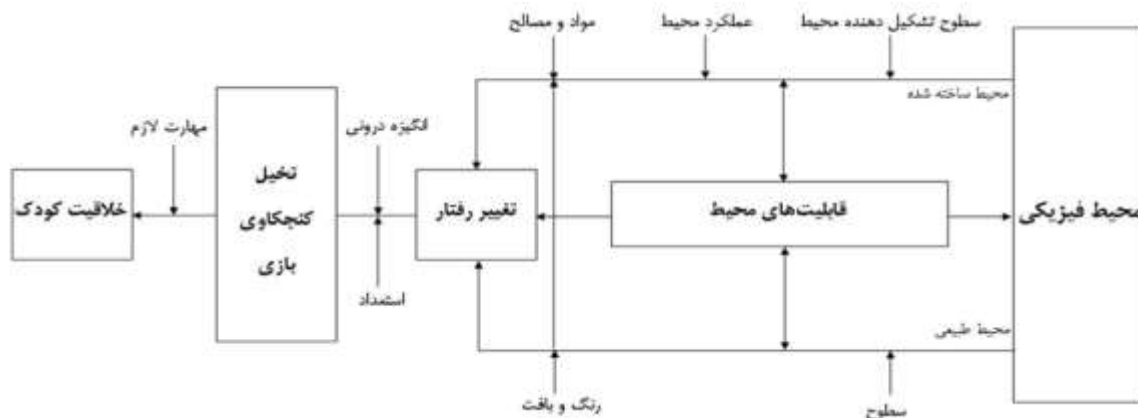 سطوح تشکیل دهنده محیط
عملکرد محیط
مواد و مصالح
محیط ساخته شده
محیط فیزیکی
قابلیت‌های محیط
تغییر رفتار
انگیزه درونی
استعداد
تخیل
کنجکاوی
بازی
مهارت لازم
خلاقیت کودک
محیط طبیعی
سطوح
رنگ و بافت